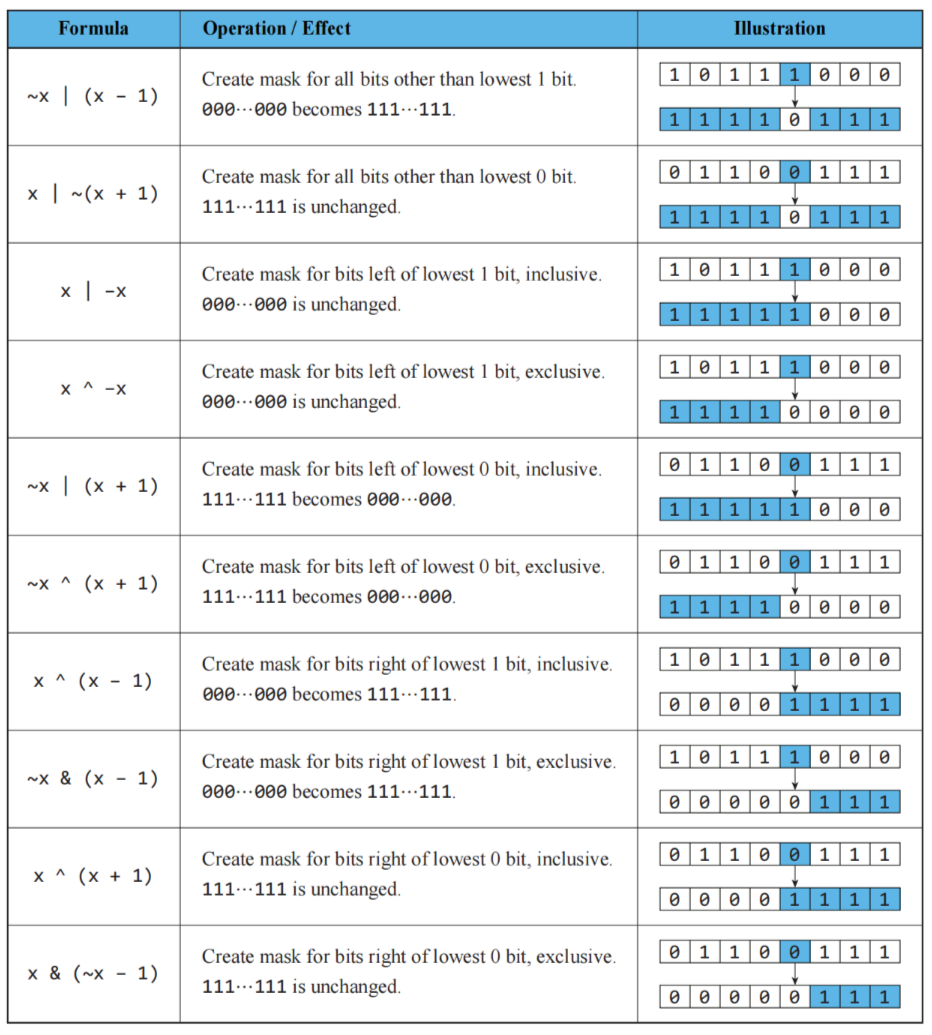 Formula Operation / Effect Illustration
~x | (x − 1)
Create mask for all bits other than lowest 1 bit.
000⋯000 becomes 111⋯111.
1 0 1 1 1 0 0 0
1 1 1 1 0 1 1 1
x | ~(x + 1)
Create mask for all bits other than lowest 0 bit.
111⋯111 is unchanged.
0 1 1 0 0 1 1 1
1 1 1 1 0 1 1 1
x | −x
Create mask for bits left of lowest 1 bit, inclusive.
000⋯000 is unchanged.
1 0 1 1 1 0 0 0
1 1 1 1 1 0 0 0
x ^ −x
Create mask for bits left of lowest 1 bit, exclusive.
000⋯000 is unchanged.
1 0 1 1 1 0 0 0
1 1 1 1 0 0 0 0
~x | (x + 1)
Create mask for bits left of lowest 0 bit, inclusive.
111⋯111 becomes 000⋯000.
0 1 1 0 0 1 1 1
1 1 1 1 1 0 0 0
~x ^ (x + 1)
Create mask for bits left of lowest 0 bit, exclusive.
111⋯111 becomes 000⋯000.
0 1 1 0 0 1 1 1
1 1 1 1 0 0 0 0
x ^ (x − 1)
Create mask for bits right of lowest 1 bit, inclusive.
000⋯000 becomes 111⋯111.
1 0 1 1 1 0 0 0
0 0 0 0 1 1 1 1
~x & (x − 1)
Create mask for bits right of lowest 1 bit, exclusive.
000⋯000 becomes 111⋯111.
1 0 1 1 1 0 0 0
0 0 0 0 0 1 1 1
x ^ (x + 1)
Create mask for bits right of lowest 0 bit, inclusive.
111⋯111 is unchanged.
0 1 1 0 0 1 1 1
0 0 0 0 1 1 1 1
x & (~x − 1)
Create mask for bits right of lowest 0 bit, exclusive.
111⋯111 is unchanged.
0 1 1 0 0 1 1 1
0 0 0 0 0 1 1 1